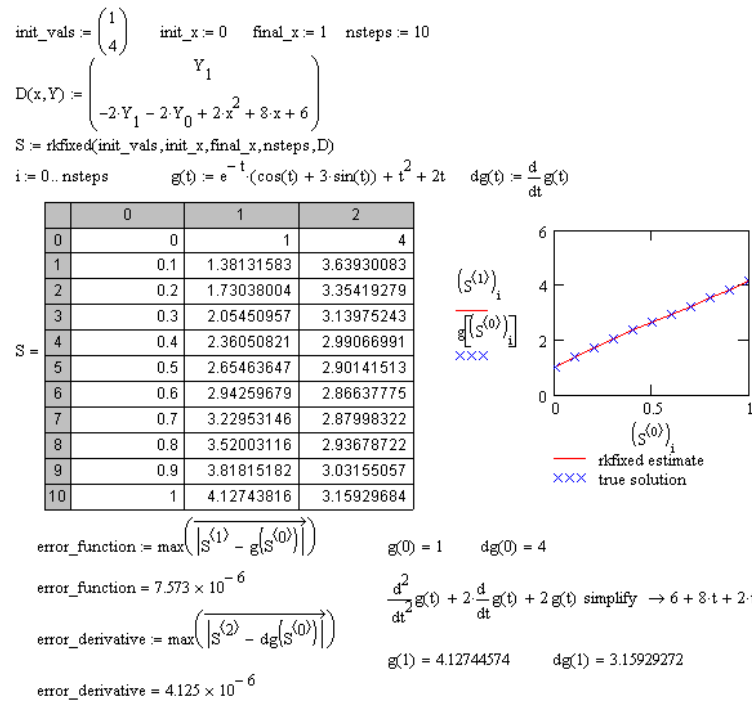 init_vals := (1 4) init_x := 0 final_x := 1 nsteps := 10
D(x,Y) := (Y₁ −2·Y₁ − 2·Y₀ + 2·x² + 8·x + 6)
S := rkfixed(init_vals,init_x,final_x,nsteps,D)
i := 0.. nsteps g(t) := e^(−t)·(cos(t) + 3·sin(t)) + t² + 2t dg(t) := d/dt g(t)
S =
0 1 2
0 0 1 4
1 0.1 1.38131583 3.63930083
2 0.2 1.73038004 3.35419279
3 0.3 2.05450957 3.13975243
4 0.4 2.36050821 2.99066991
5 0.5 2.65463647 2.90141513
6 0.6 2.94259679 2.86637775
7 0.7 3.22953146 2.87998322
8 0.8 3.52003116 2.93678722
9 0.9 3.81815182 3.03155057
10 1 4.12743816 3.15929684
(S^⟨1⟩)ᵢ
g[(S^⟨0⟩)ᵢ]
6
4
2
0
0 0.5 1
(S^⟨0⟩)ᵢ
rkfixed estimate
true solution
error_function := max(|S^⟨1⟩ − g(S^⟨0⟩)|) g(0) = 1 dg(0) = 4
error_function = 7.573 × 10^−6
d²/dt² g(t) + 2·d/dt g(t) + 2 g(t) simplify → 6 + 8·t + 2·
error_derivative := max(|S^⟨2⟩ − dg(S^⟨0⟩)|)
g(1) = 4.12744574 dg(1) = 3.15929272
error_derivative = 4.125 × 10^−6